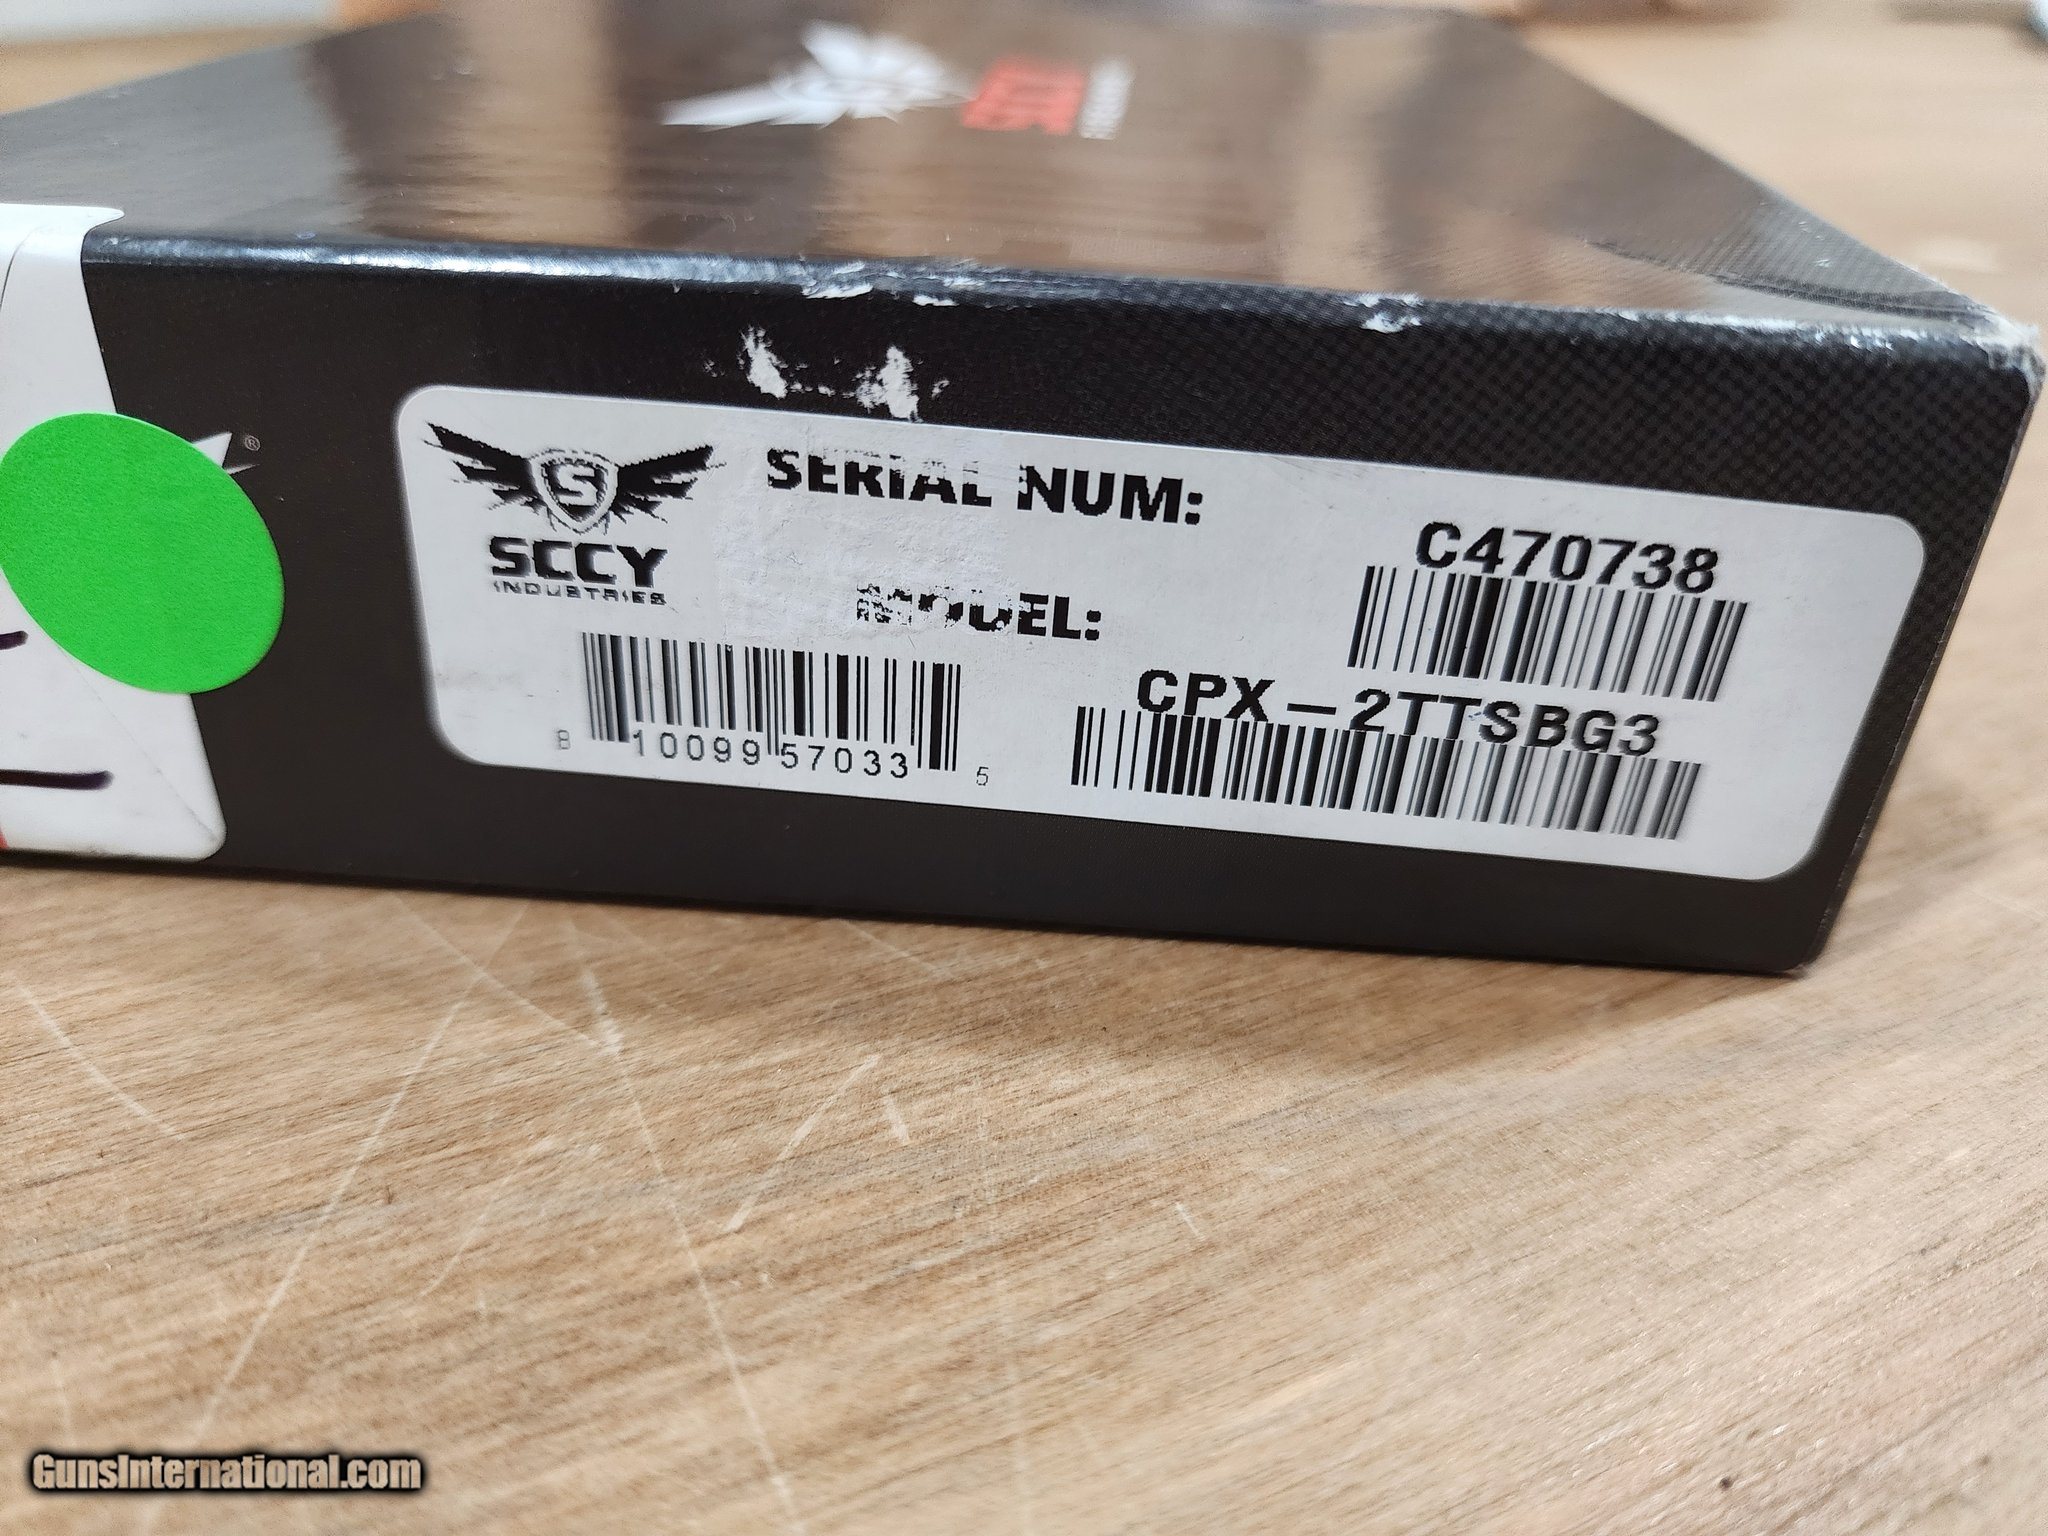 ®
SCCY
INDUSTRIES
SERIAL NUM:
C470738
MODEL:
CPX-2TTSBG3
8 10099 57033 5
GunsInternational.com